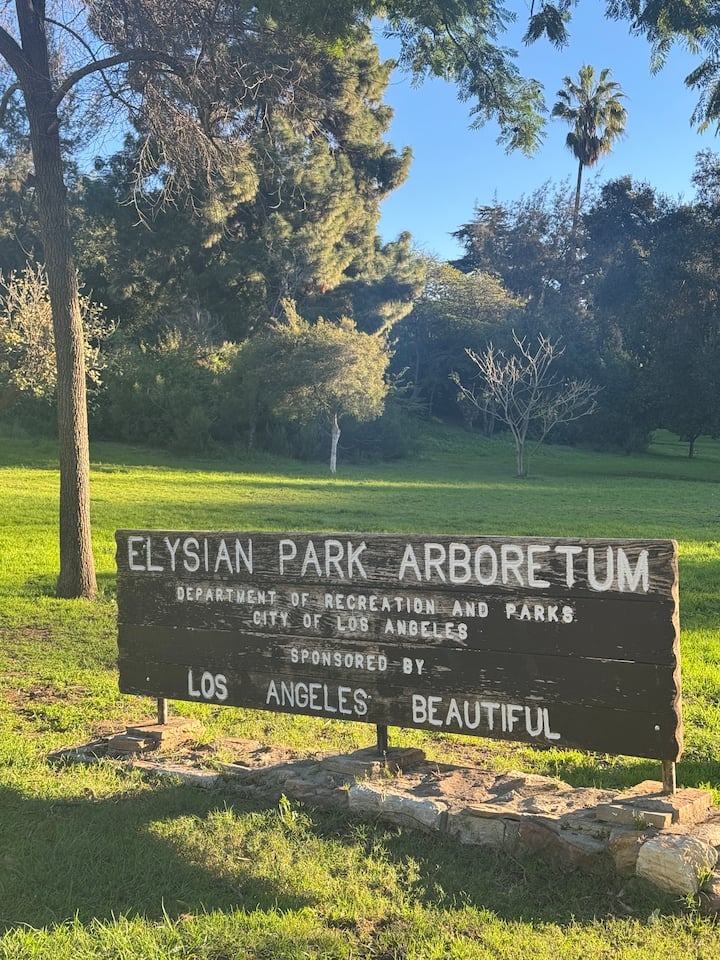 ELYSIAN PARK ARBORETUM
DEPARTMENT OF RECREATION AND PARKS
CITY OF LOS ANGELES
SPONSORED BY
LOS ANGELES BEAUTIFUL